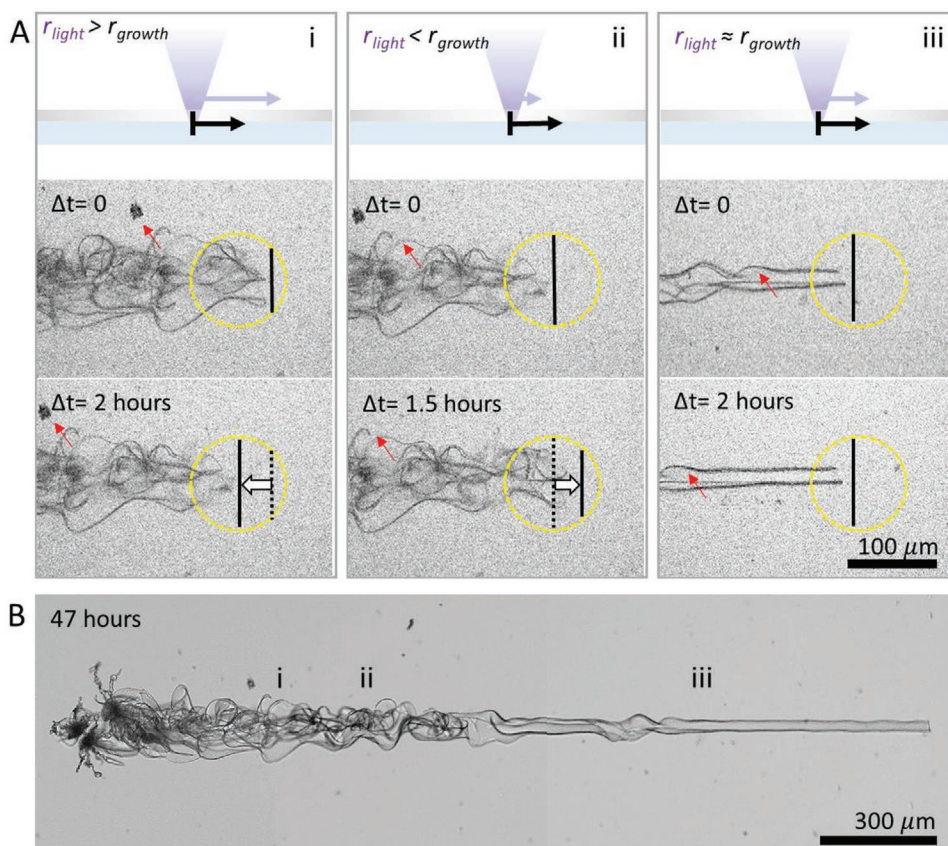 A
r_light > r_growth
i
r_light < r_growth
ii
r_light ≈ r_growth
iii
Δt= 0
Δt= 0
Δt= 0
Δt= 2 hours
Δt= 1.5 hours
Δt= 2 hours
100 μm
B
47 hours
i
ii
iii
300 μm